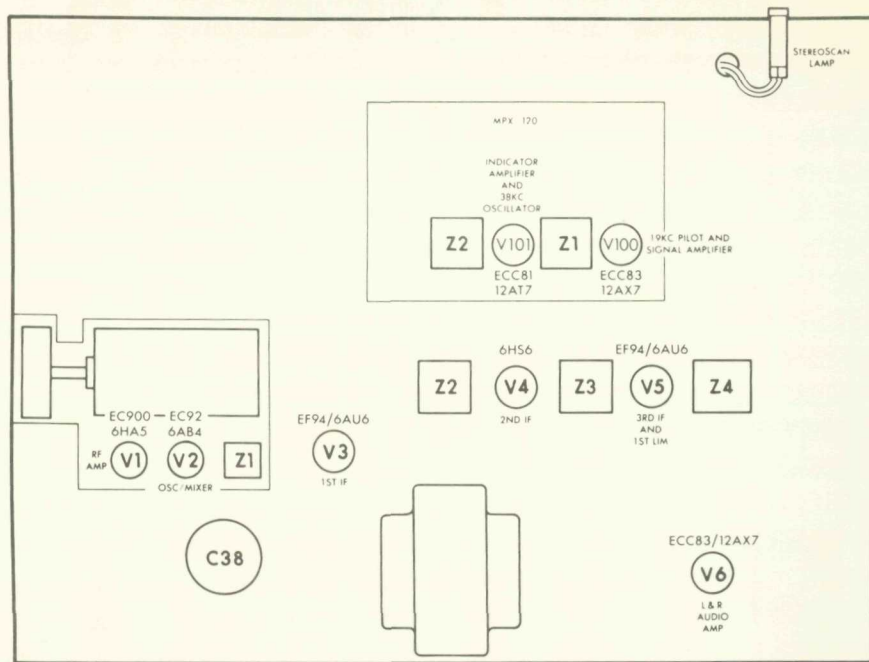 STEREOSCAN
LAMP
MPX 120
INDICATOR
AMPLIFIER
AND
38KC
OSCILLATOR
Z2
V101
Z1
V100
19KC PILOT AND
SIGNAL AMPLIFIER
ECC81
12AT7
ECC83
12AX7
6HS6
EF94/6AU6
Z2
V4
Z3
V5
Z4
2ND IF
3RD IF
AND
1ST LIM
EC900 — EC92
6HA5
6AB4
RF
AMP
V1
V2
Z1
OSC/MIXER
EF94/6AU6
V3
1ST IF
C38
ECC83/12AX7
V6
L & R
AUDIO
AMP